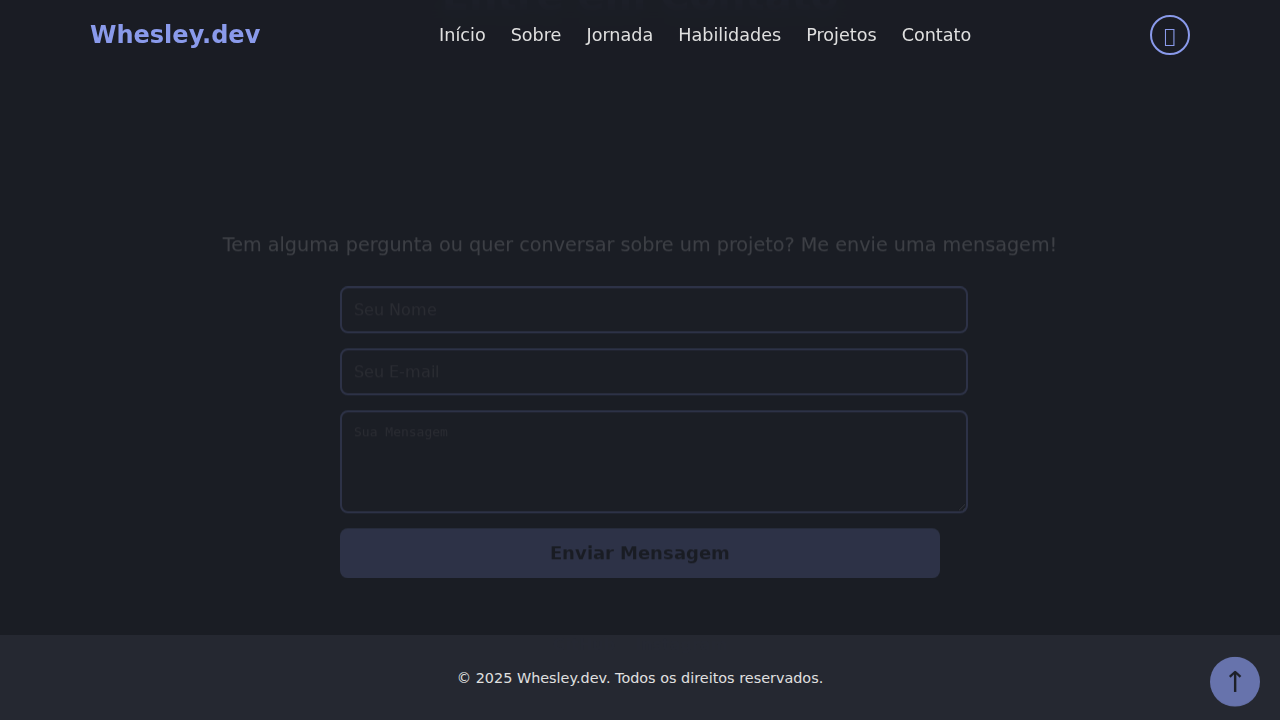 Whesley.dev
Início
Sobre
Jornada
Habilidades
Projetos
Contato
Tem alguma pergunta ou quer conversar sobre um projeto? Me envie uma mensagem!
Seu Nome
Seu E-mail
Sua Mensagem
Enviar Mensagem
© 2025 Whesley.dev. Todos os direitos reservados.
↑